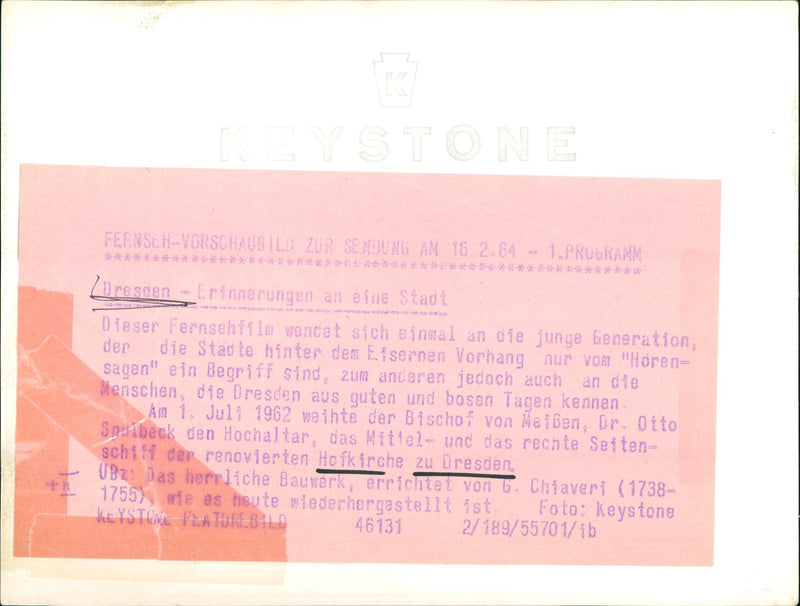 K
KEYSTONE
FERNSEH-VORSCHAUBILD ZUR SENDUNG AM 16.2.64 - 1.PROGRAMM
Dresden - Erinnerungen an eine Stadt
Dieser Fernsehfilm wendet sich einmal an die junge Generation,
der die Städte hinter dem Eisernen Vorhang nur vom "Hören-
sagen" ein Begriff sind, zum anderen jedoch auch an die
Menschen, die Dresden aus guten und bösen Tagen kennen.
Am 1. Juli 1962 weihte der Bischof von Meißen, Dr. Otto
Spülbeck den Hochaltar, das Mittel- und das rechte Seiten-
schiff der renovierten Hofkirche zu Dresden.
UBz: Das herrliche Bauwerk, errichtet von G. Chiaveri (1738-
1755), wie es heute wiederhergestellt ist. Foto: Keystone
KEYSTONE FEATUREBILD 46131 2/189/55701/ib